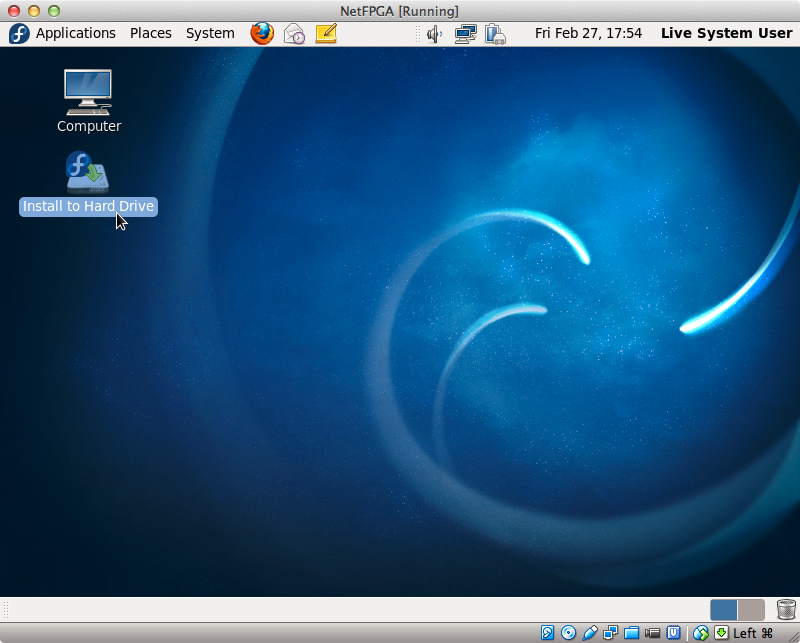 NetFPGA [Running]
Applications Places System Fri Feb 27, 17:54 Live System User
Computer
Install to Hard Drive
Left ⌘